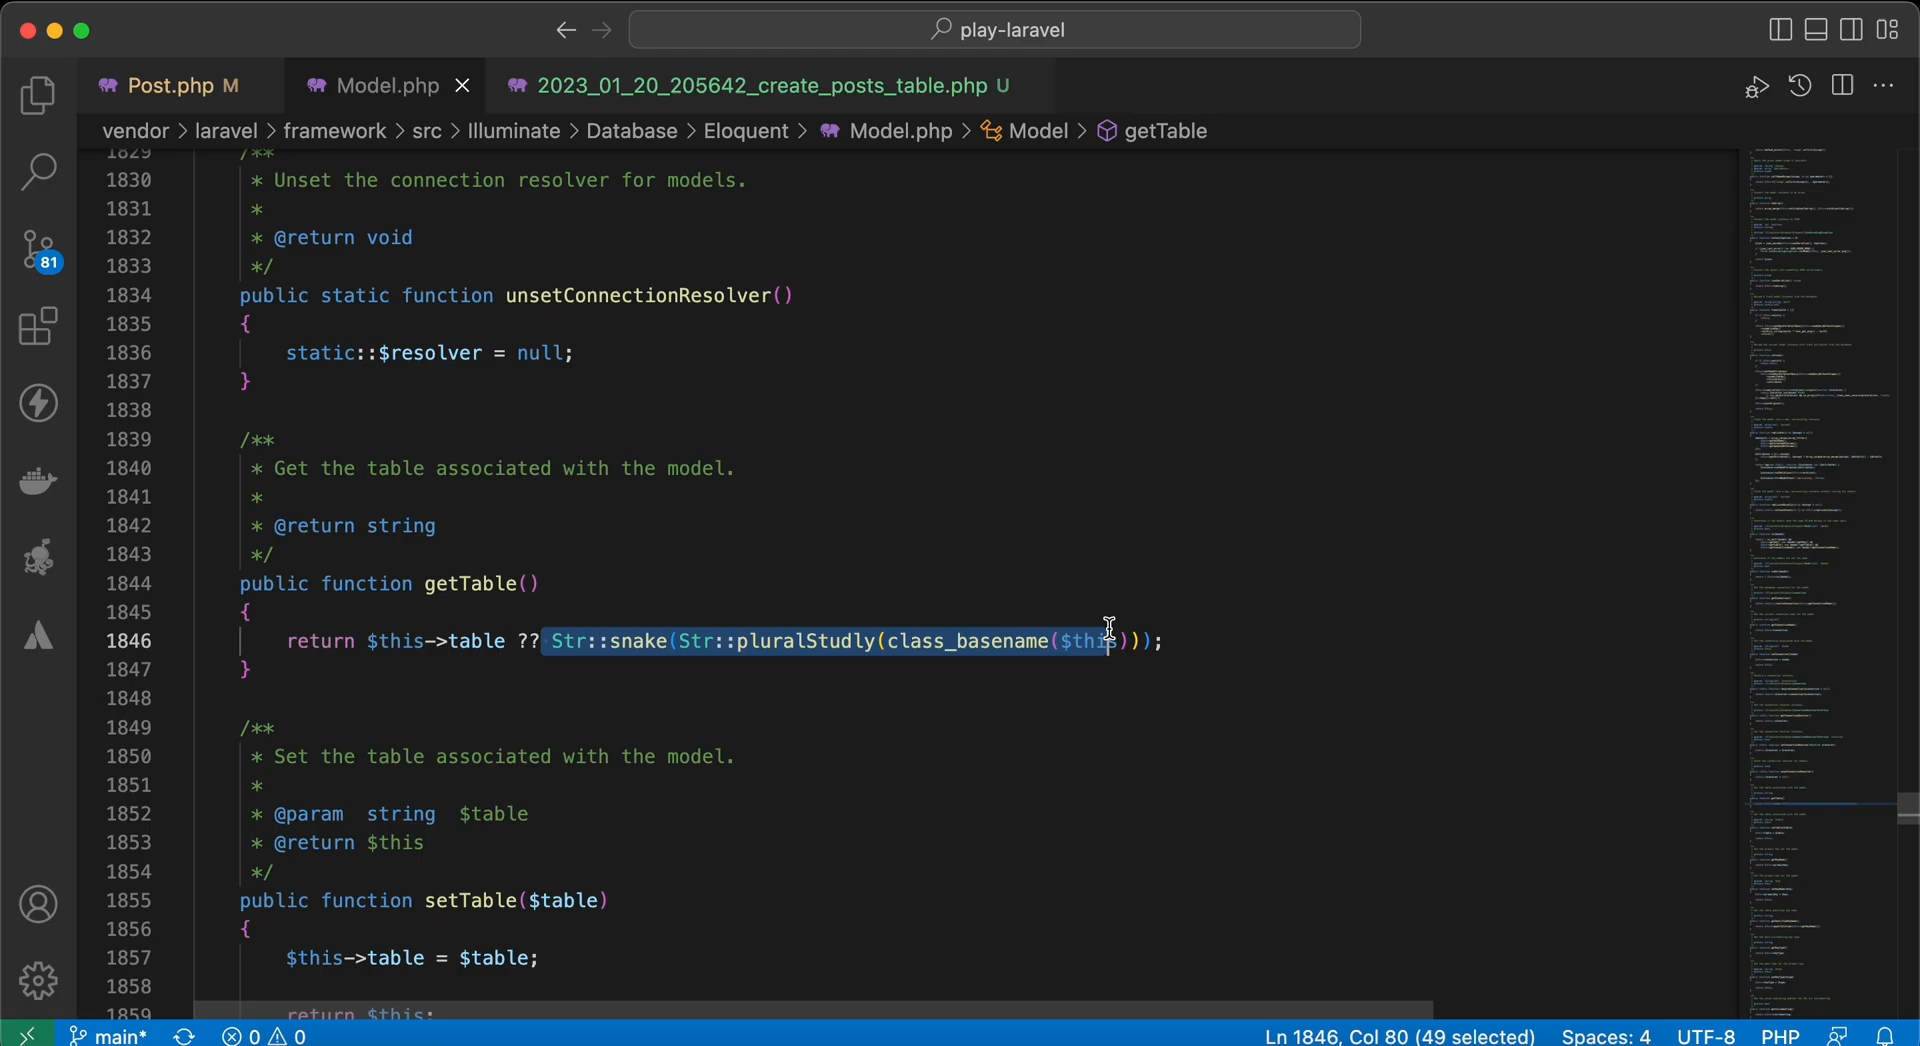 play-laravel
Post.php M
Model.php
2023_01_20_205642_create_posts_table.php U
vendor > laravel > framework > src > Illuminate > Database > Eloquent > Model.php > Model > getTable
1829 /**
1830 * Unset the connection resolver for models.
1831 *
1832 * @return void
1833 */
1834 public static function unsetConnectionResolver()
1835 {
1836 static::$resolver = null;
1837 }
1838
1839 /**
1840 * Get the table associated with the model.
1841 *
1842 * @return string
1843 */
1844 public function getTable()
1845 {
1846 return $this->table ?? Str::snake(Str::pluralStudly(class_basename($this)));
1847 }
1848
1849 /**
1850 * Set the table associated with the model.
1851 *
1852 * @param  string  $table
1853 * @return $this
1854 */
1855 public function setTable($table)
1856 {
1857 $this->table = $table;
1858
1859 return $this;
81
main* 0 0 Ln 1846, Col 80 (49 selected) Spaces: 4 UTF-8 PHP